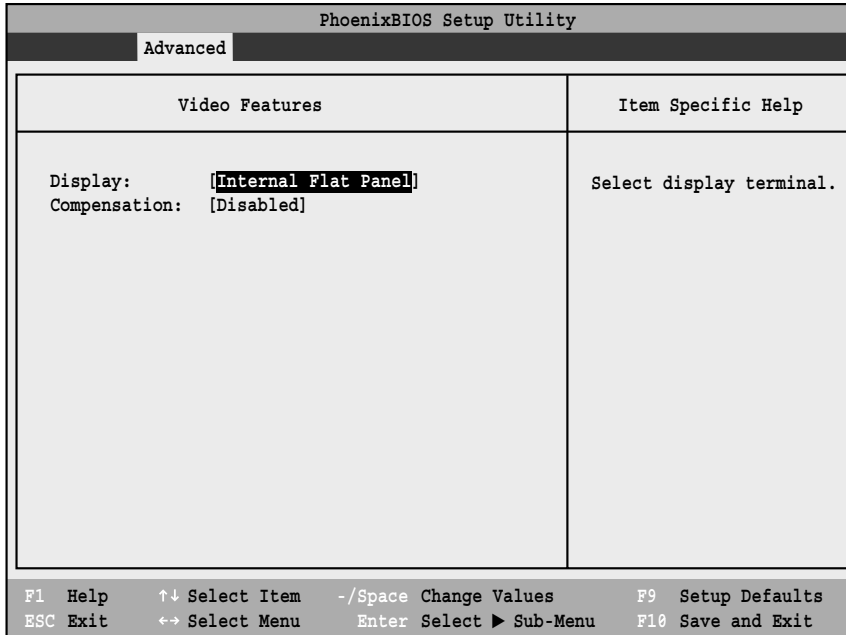 PhoenixBIOS Setup Utility
Advanced
Video Features
Item Specific Help
Display: [Internal Flat Panel]
Compensation: [Disabled]
Select display terminal.
F1 Help ↑↓ Select Item -/Space Change Values F9 Setup Defaults
ESC Exit ←→ Select Menu Enter Select ▶ Sub-Menu F10 Save and Exit